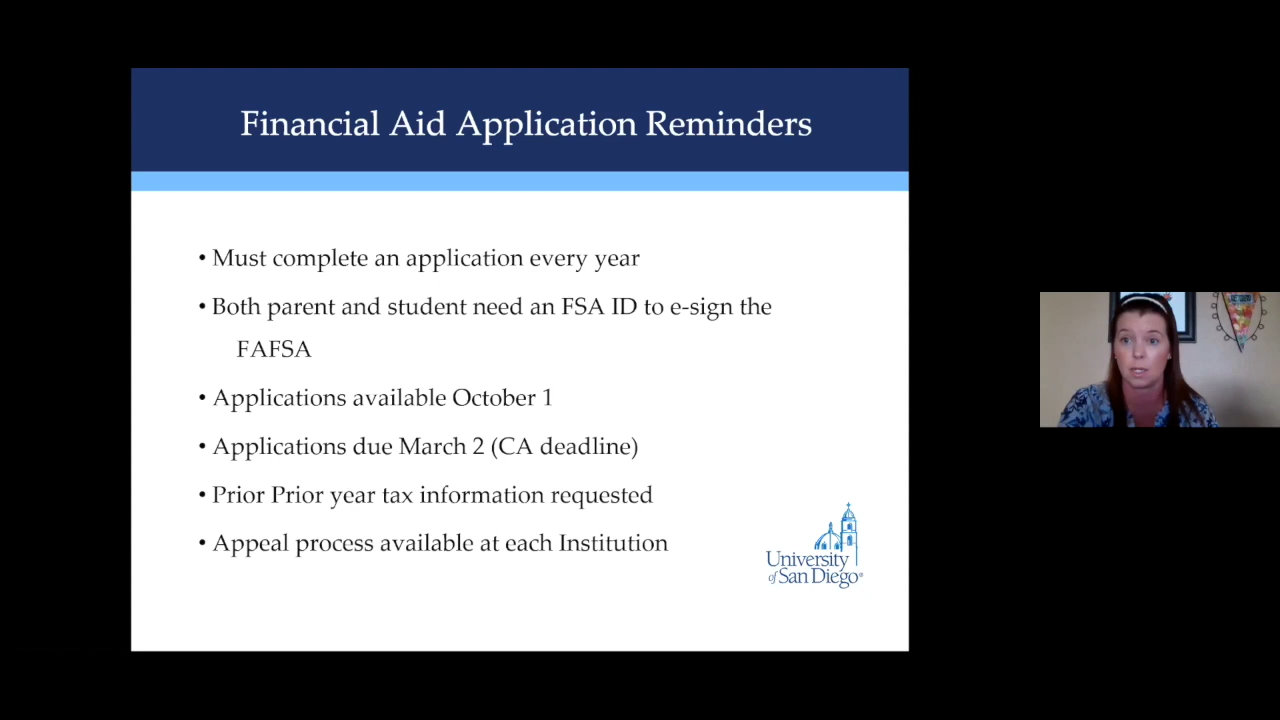 Financial Aid Application Reminders
• Must complete an application every year
• Both parent and student need an FSA ID to e-sign the
FAFSA
• Applications available October 1
• Applications due March 2 (CA deadline)
• Prior Prior year tax information requested
• Appeal process available at each Institution
University
of San Diego®